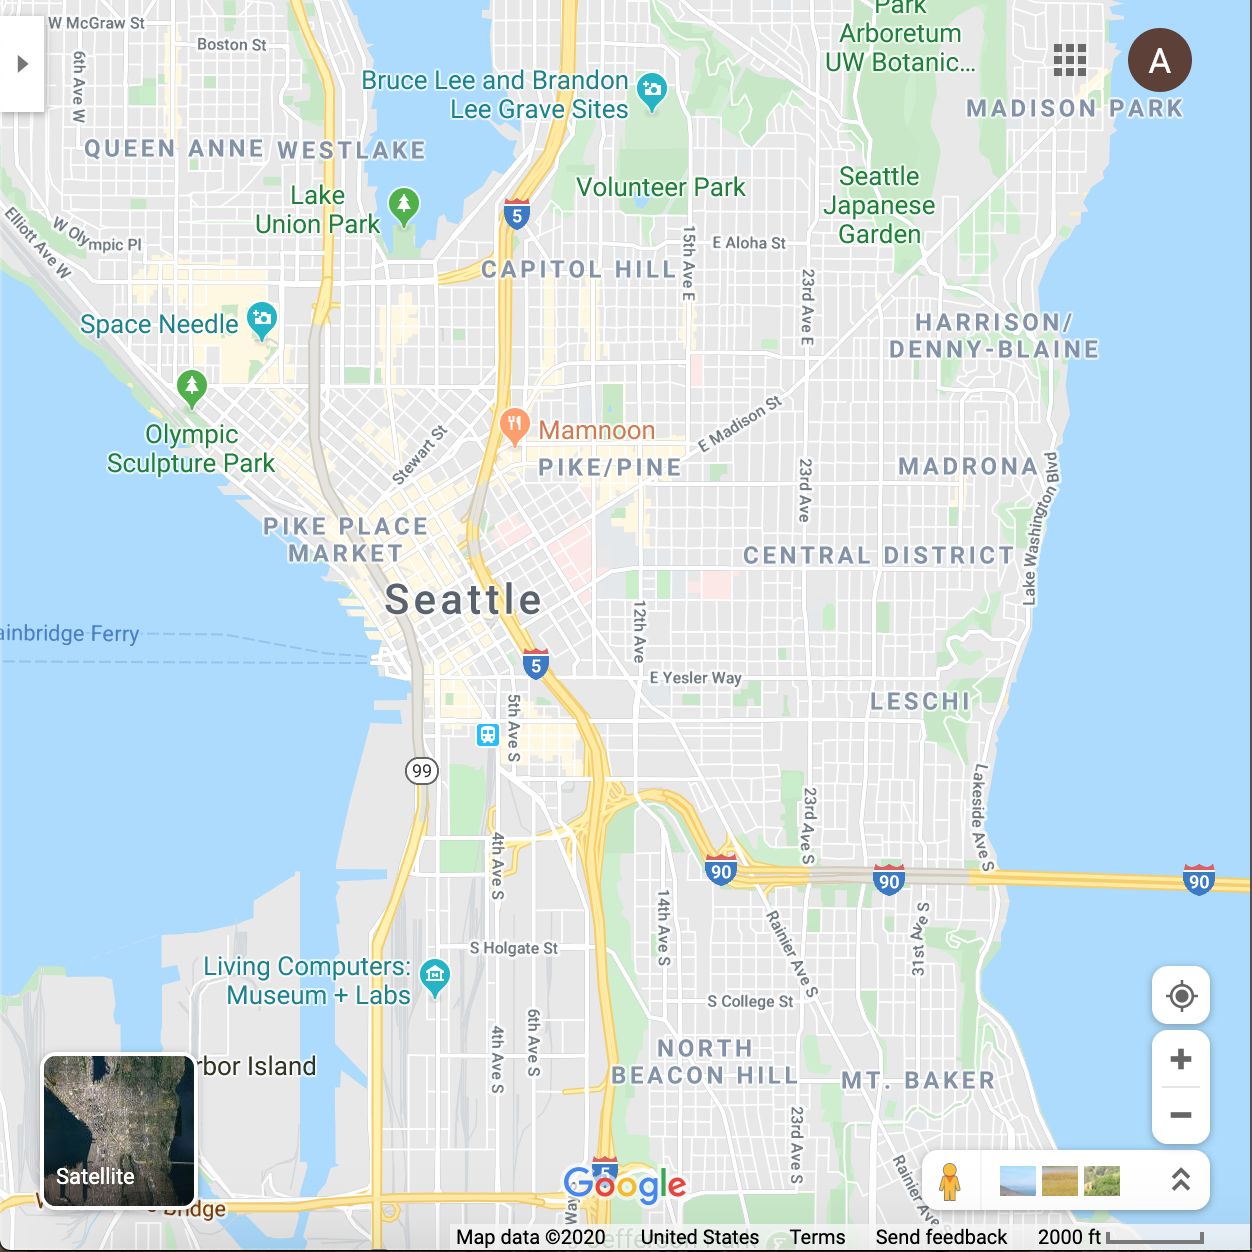 W McGraw St
Park
Arboretum
UW Botanic...
Boston St
6th Ave W
A
Bruce Lee and Brandon
Lee Grave Sites
MADISON PARK
QUEEN ANNE
WESTLAKE
Lake
Union Park
5
Volunteer Park
Seattle
Japanese
Garden
Elliott Ave W
W Olympic Pl
15th Ave E
E Aloha St
CAPITOL HILL
23rd Ave E
Space Needle
HARRISON/
DENNY-BLAINE
Olympic
Sculpture Park
Stewart St
Mamnoon
E Madison St
PIKE/PINE
23rd Ave
MADRONA
Lake Washington Blvd
PIKE PLACE
MARKET
CENTRAL DISTRICT
Seattle
12th Ave
ainbridge Ferry
5
E Yesler Way
LESCHI
5th Ave S
99
Lakeside Ave S
23rd Ave S
4th Ave S
90
90
90
14th Ave S
Rainier Ave S
31st Ave S
S Holgate St
Living Computers:
Museum + Labs
S College St
6th Ave S
4th Ave S
rbor Island
NORTH
BEACON HILL
MT. BAKER
23rd Ave S
Satellite
5
Google
Rainier Ave S
Bridge
Way
Jefferson Park
Map data ©2020 United States Terms Send feedback 2000 ft